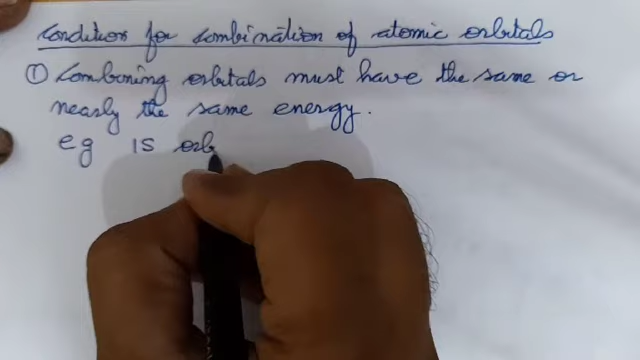 Condition for combination of atomic orbitals
① Combining orbitals must have the same or
nearly the same energy.
eg 1S orb